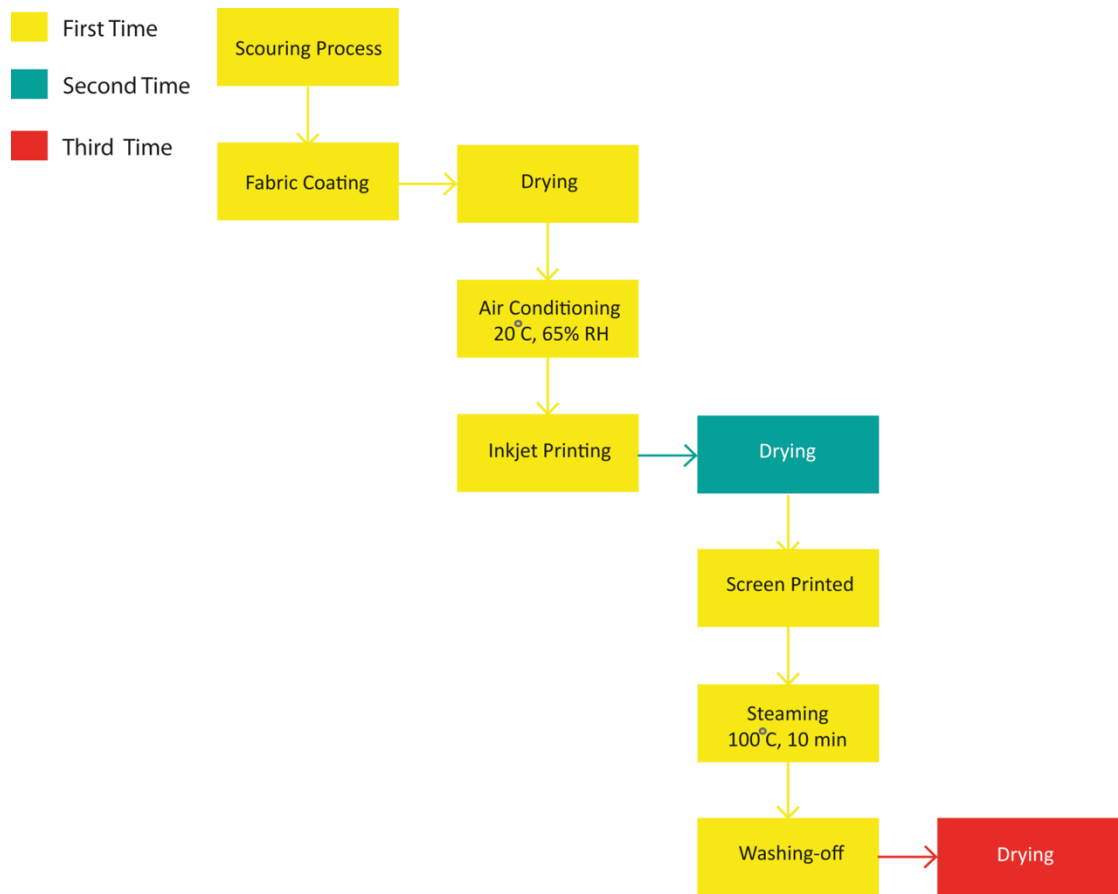 First Time
Second Time
Third Time
Scouring Process
Fabric Coating
Drying
Air Conditioning
20°C, 65% RH
Inkjet Printing
Drying
Screen Printed
Steaming
100°C, 10 min
Washing-off
Drying